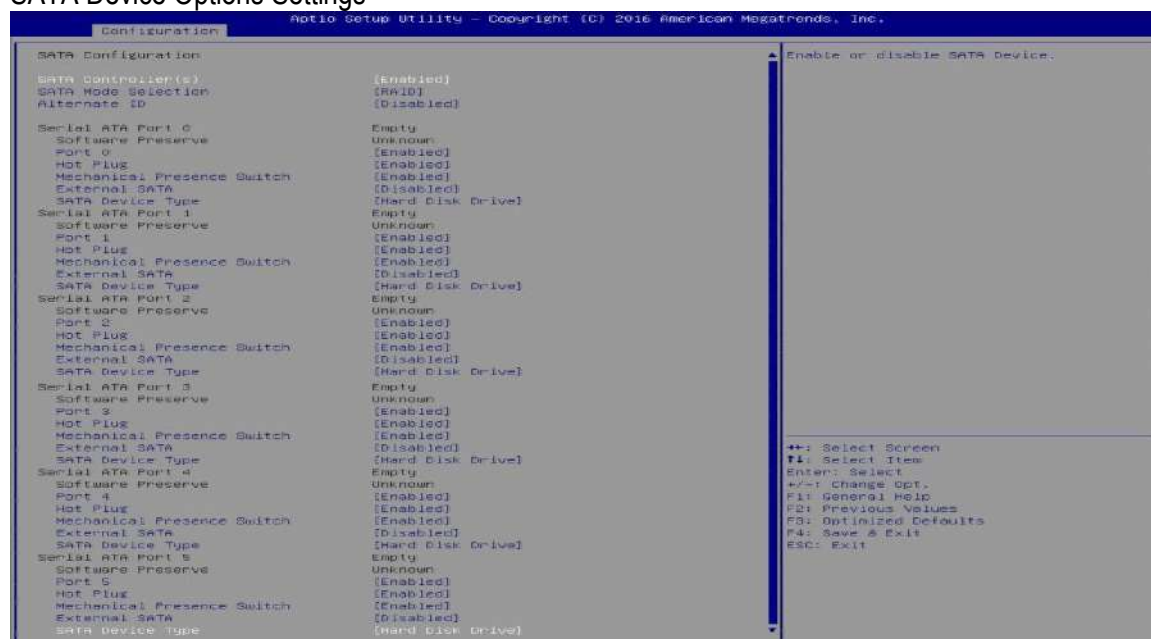 SATA Device Options Settings
Aptio Setup Utility – Copyright (C) 2016 American Megatrends, Inc.
Configuration
SATA Configuration
Enable or disable SATA Device.
SATA Controller(s) [Enabled]
SATA Mode Selection [RAID]
Alternate ID [Disabled]
Serial ATA Port 0 Empty
Software Preserve Unknown
Port 0 [Enabled]
Hot Plug [Enabled]
Mechanical Presence Switch [Enabled]
External SATA [Disabled]
SATA Device Type [Hard Disk Drive]
Serial ATA Port 1 Empty
Software Preserve Unknown
Port 1 [Enabled]
Hot Plug [Enabled]
Mechanical Presence Switch [Enabled]
External SATA [Disabled]
SATA Device Type [Hard Disk Drive]
Serial ATA Port 2 Empty
Software Preserve Unknown
Port 2 [Enabled]
Hot Plug [Enabled]
Mechanical Presence Switch [Enabled]
External SATA [Disabled]
SATA Device Type [Hard Disk Drive]
Serial ATA Port 3 Empty
Software Preserve Unknown
Port 3 [Enabled]
Hot Plug [Enabled]
Mechanical Presence Switch [Enabled]
External SATA [Disabled]
SATA Device Type [Hard Disk Drive]
Serial ATA Port 4 Empty
Software Preserve Unknown
Port 4 [Enabled]
Hot Plug [Enabled]
Mechanical Presence Switch [Enabled]
External SATA [Disabled]
SATA Device Type [Hard Disk Drive]
Serial ATA Port 5 Empty
Software Preserve Unknown
Port 5 [Enabled]
Hot Plug [Enabled]
Mechanical Presence Switch [Enabled]
External SATA [Disabled]
SATA Device Type [Hard Disk Drive]
→←: Select Screen
↑↓: Select Item
Enter: Select
+/-: Change Opt.
F1: General Help
F2: Previous Values
F3: Optimized Defaults
F4: Save & Exit
ESC: Exit